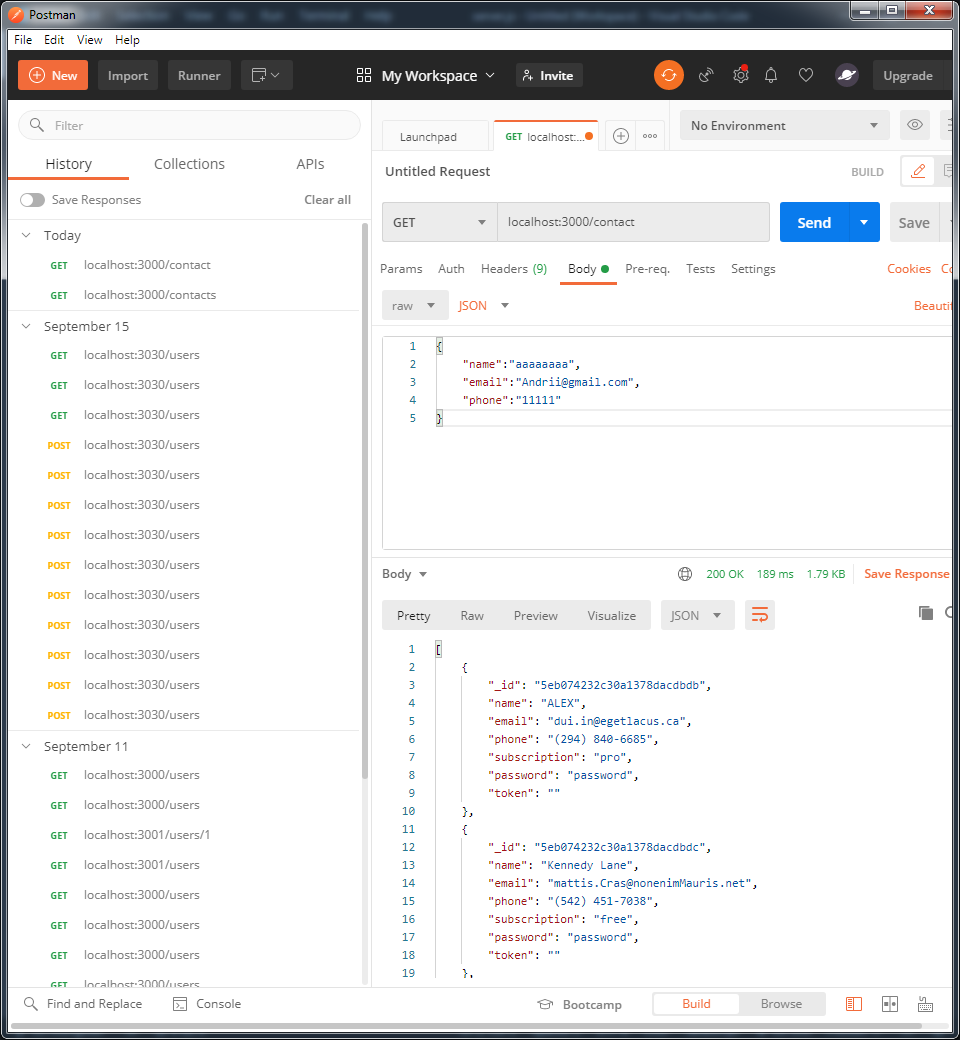 Postman
File Edit View Help
New Import Runner My Workspace Invite Upgrade
Filter
History Collections APIs
Save Responses Clear all
Today
GET localhost:3000/contact
GET localhost:3000/contacts
September 15
GET localhost:3030/users
GET localhost:3030/users
GET localhost:3030/users
POST localhost:3030/users
POST localhost:3030/users
POST localhost:3030/users
POST localhost:3030/users
POST localhost:3030/users
POST localhost:3030/users
POST localhost:3030/users
POST localhost:3030/users
POST localhost:3030/users
POST localhost:3030/users
September 11
GET localhost:3000/users
GET localhost:3000/users
GET localhost:3001/users/1
GET localhost:3001/users
GET localhost:3000/users
GET localhost:3000/users
GET localhost:3000/users
GET localhost:3000/users
Launchpad GET localhost:... No Environment
Untitled Request BUILD
GET localhost:3000/contact Send Save
Params Auth Headers (9) Body Pre-req. Tests Settings Cookies Co
raw JSON Beauti
1 {
2 "name":"aaaaaaaa",
3 "email":"Andrii@gmail.com",
4 "phone":"11111"
5 }
Body 200 OK 189 ms 1.79 KB Save Response
Pretty Raw Preview Visualize JSON
1 [
2 {
3 "_id": "5eb074232c30a1378dacdbdb",
4 "name": "ALEX",
5 "email": "dui.in@egetlacus.ca",
6 "phone": "(294) 840-6685",
7 "subscription": "pro",
8 "password": "password",
9 "token": ""
10 },
11 {
12 "_id": "5eb074232c30a1378dacdbdc",
13 "name": "Kennedy Lane",
14 "email": "mattis.Cras@nonenimMauris.net",
15 "phone": "(542) 451-7038",
16 "subscription": "free",
17 "password": "password",
18 "token": ""
19 },
Find and Replace Console Bootcamp Build Browse